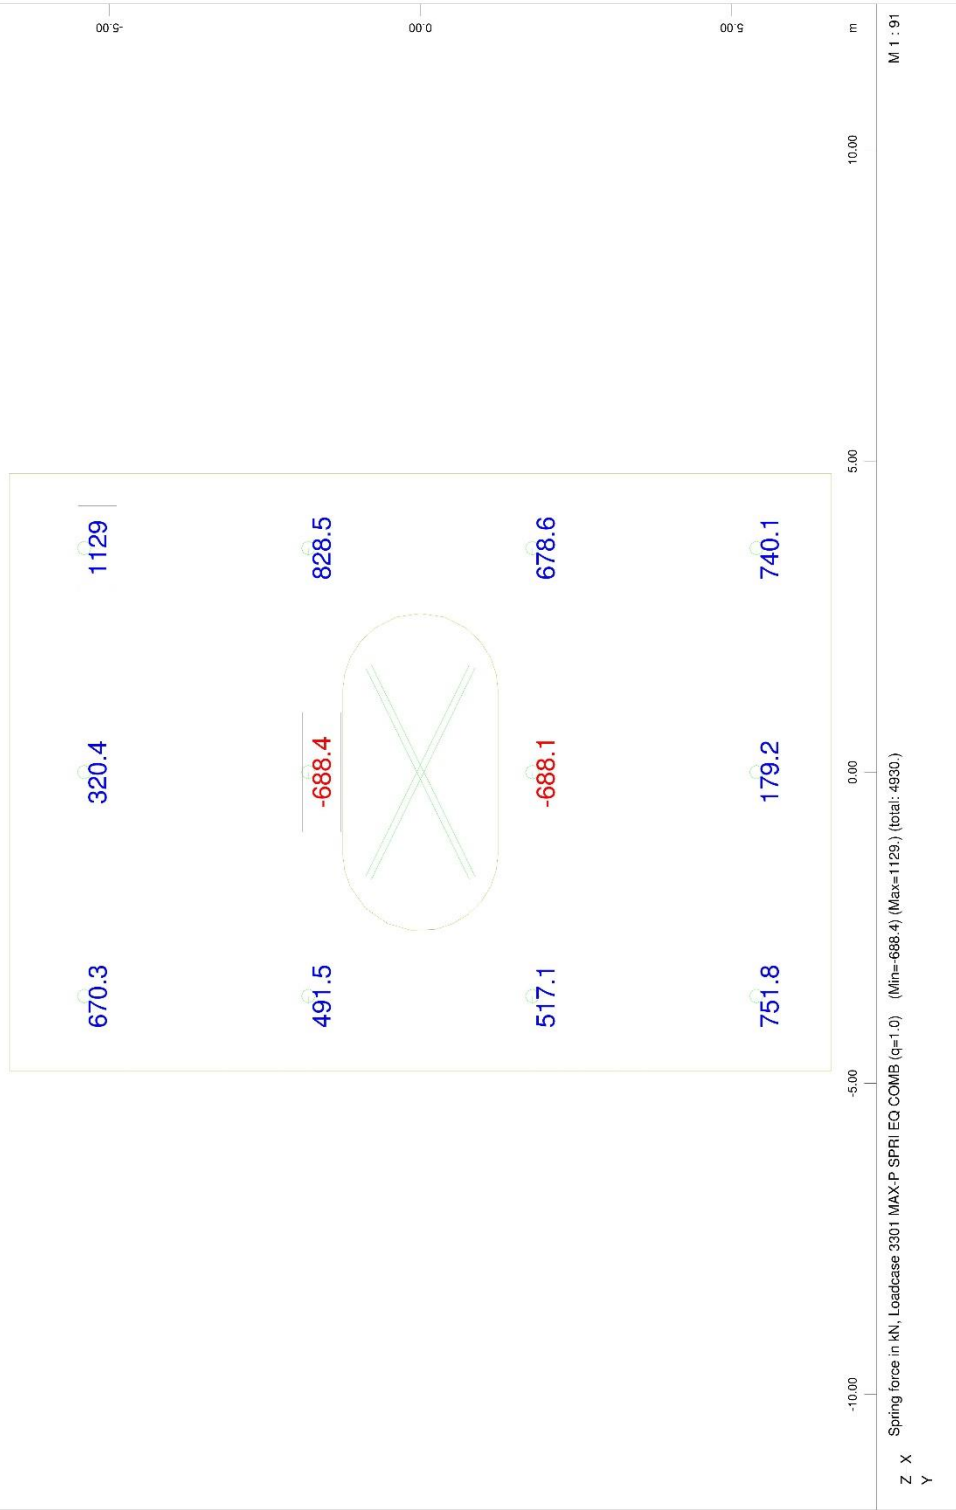 670.3 320.4 1129 -5.00
491.5 -688.4 828.5
0.00
517.1 -688.1 678.6
751.8 179.2 740.1 5.00
-10.00 -5.00 0.00 5.00 10.00 m
Spring force in kN, Loadcase 3301 MAX-P SPRI EQ COMB (q=1.0) (Min=-688.4) (Max=1129.) (total: 4930.) M 1 : 91
Z X
Y